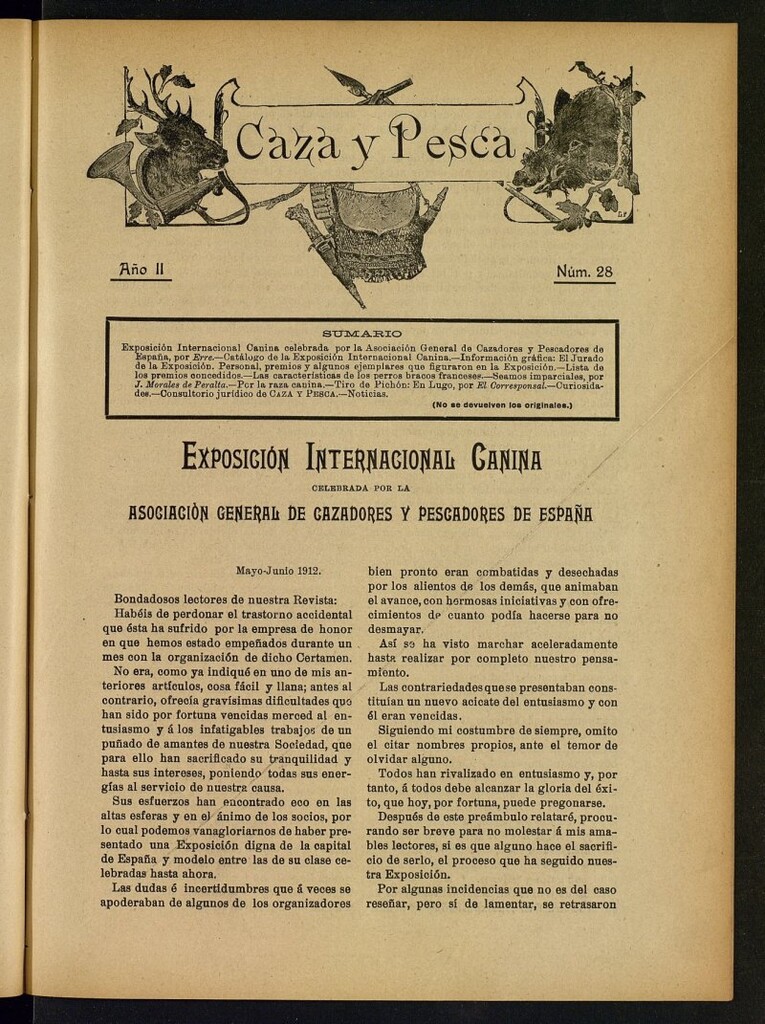 Caza y Pesca
Año II
Núm. 28
SUMARIO
Exposición Internacional Canina celebrada por la Asociación General de Cazadores y Pescadores de
España, por Erre.—Catálogo de la Exposición Internacional Canina.—Información gráfica: El Jurado
de la Exposición. Personal, premios y algunos ejemplares que figuraron en la Exposición.—Lista de
los premios concedidos.—Las características de los perros bracos franceses.—Seamos imparciales, por
J. Morales de Peralta.—Por la raza canina.—Tiro de Pichón: En Lugo, por El Corresponsal.—Curiosida-
des.—Consultorio jurídico de CAZA Y PESCA.—Noticias.
(No se devuelven los originales.)
EXPOSICIÓN INTERNACIONAL CANINA
CELEBRADA POR LA
ASOCIACIÓN GENERAL DE CAZADORES Y PESCADORES DE ESPAÑA
Mayo-Junio 1912.
Bondadosos lectores de nuestra Revista:
Habéis de perdonar el trastorno accidental
que ésta ha sufrido por la empresa de honor
en que hemos estado empeñados durante un
mes con la organización de dicho Certamen.
No era, como ya indiqué en uno de mis an-
teriores artículos, cosa fácil y llana; antes al
contrario, ofrecía gravísimas dificultades que
han sido por fortuna vencidas merced al en-
tusiasmo y á los infatigables trabajos de un
puñado de amantes de nuestra Sociedad, que
para ello han sacrificado su tranquilidad y
hasta sus intereses, poniendo todas sus ener-
gías al servicio de nuestra causa.
Sus esfuerzos han encontrado eco en las
altas esferas y en el ánimo de los socios, por
lo cual podemos vanagloriarnos de haber pre-
sentado una Exposición digna de la capital
de España y modelo entre las de su clase ce-
lebradas hasta ahora.
Las dudas é incertidumbres que á veces se
apoderaban de algunos de los organizadores
bien pronto eran combatidas y desechadas
por los alientos de los demás, que animaban
el avance, con hermosas iniciativas y con ofre-
cimientos de cuanto podía hacerse para no
desmayar.
Así se ha visto marchar aceleradamente
hasta realizar por completo nuestro pensa-
miento.
Las contrariedades que se presentaban cons-
tituían un nuevo acicate del entusiasmo y con
él eran vencidas.
Siguiendo mi costumbre de siempre, omito
el citar nombres propios, ante el temor de
olvidar alguno.
Todos han rivalizado en entusiasmo y, por
tanto, á todos debe alcanzar la gloria del éxi-
to, que hoy, por fortuna, puede pregonarse.
Después de este preámbulo relataré, procu-
rando ser breve para no molestar á mis ama-
bles lectores, si es que alguno hace el sacrifi-
cio de serlo, el proceso que ha seguido nues-
tra Exposición.
Por algunas incidencias que no es del caso
reseñar, pero sí de lamentar, se retrasaron